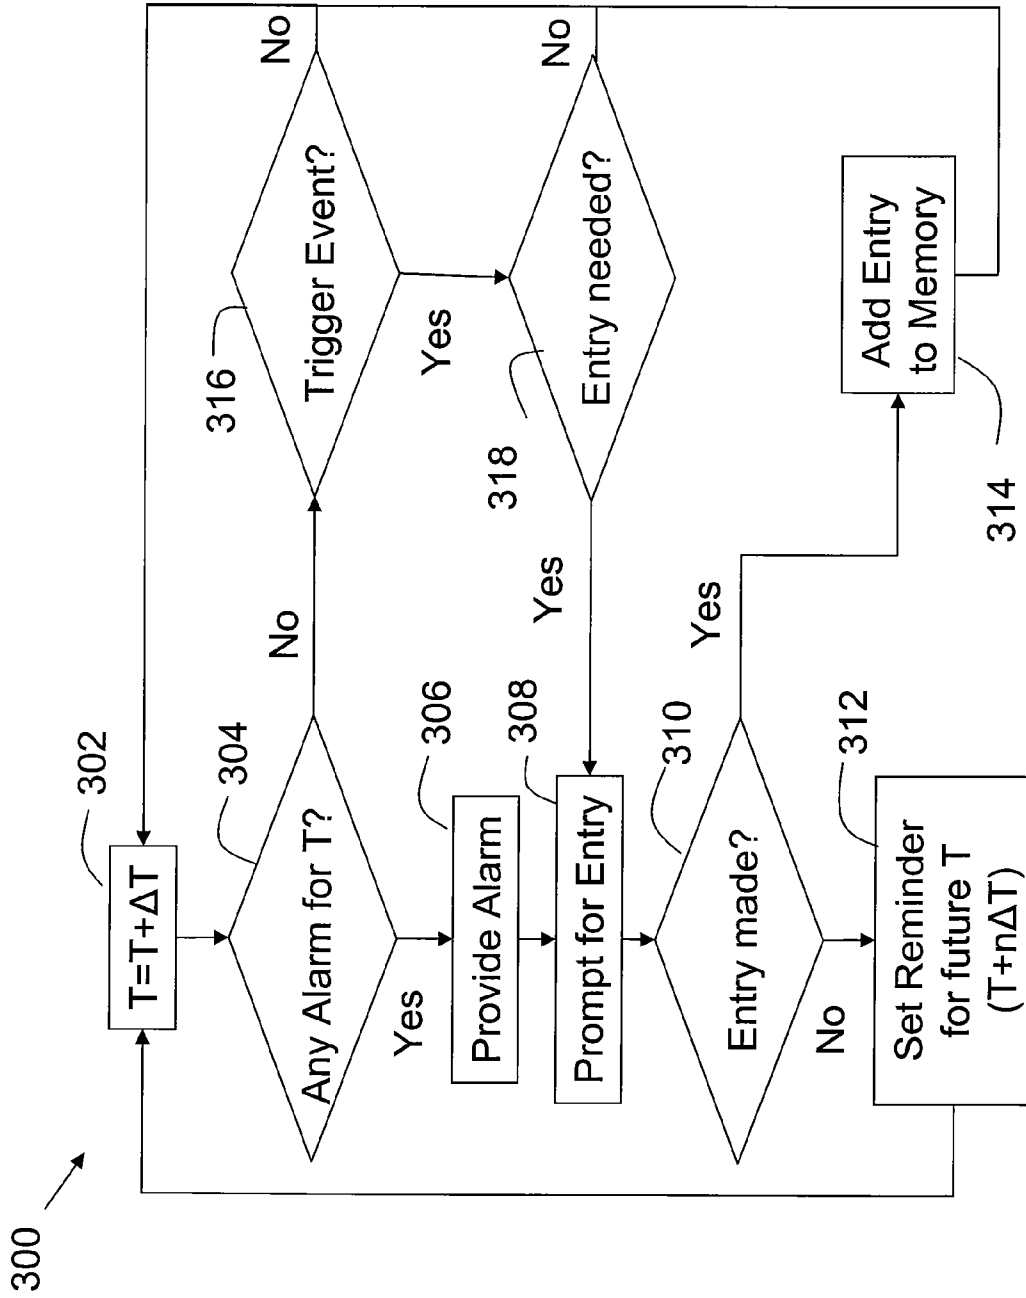 300
302
T=T+ΔT
304
Any Alarm for T?
No
316
Trigger Event?
No
Yes
306
Provide Alarm
Yes
318
Entry needed?
No
308
Prompt for Entry
Yes
310
Entry made?
Yes
No
312
Set Reminder
for future T
(T+nΔT)
Add Entry
to Memory
314